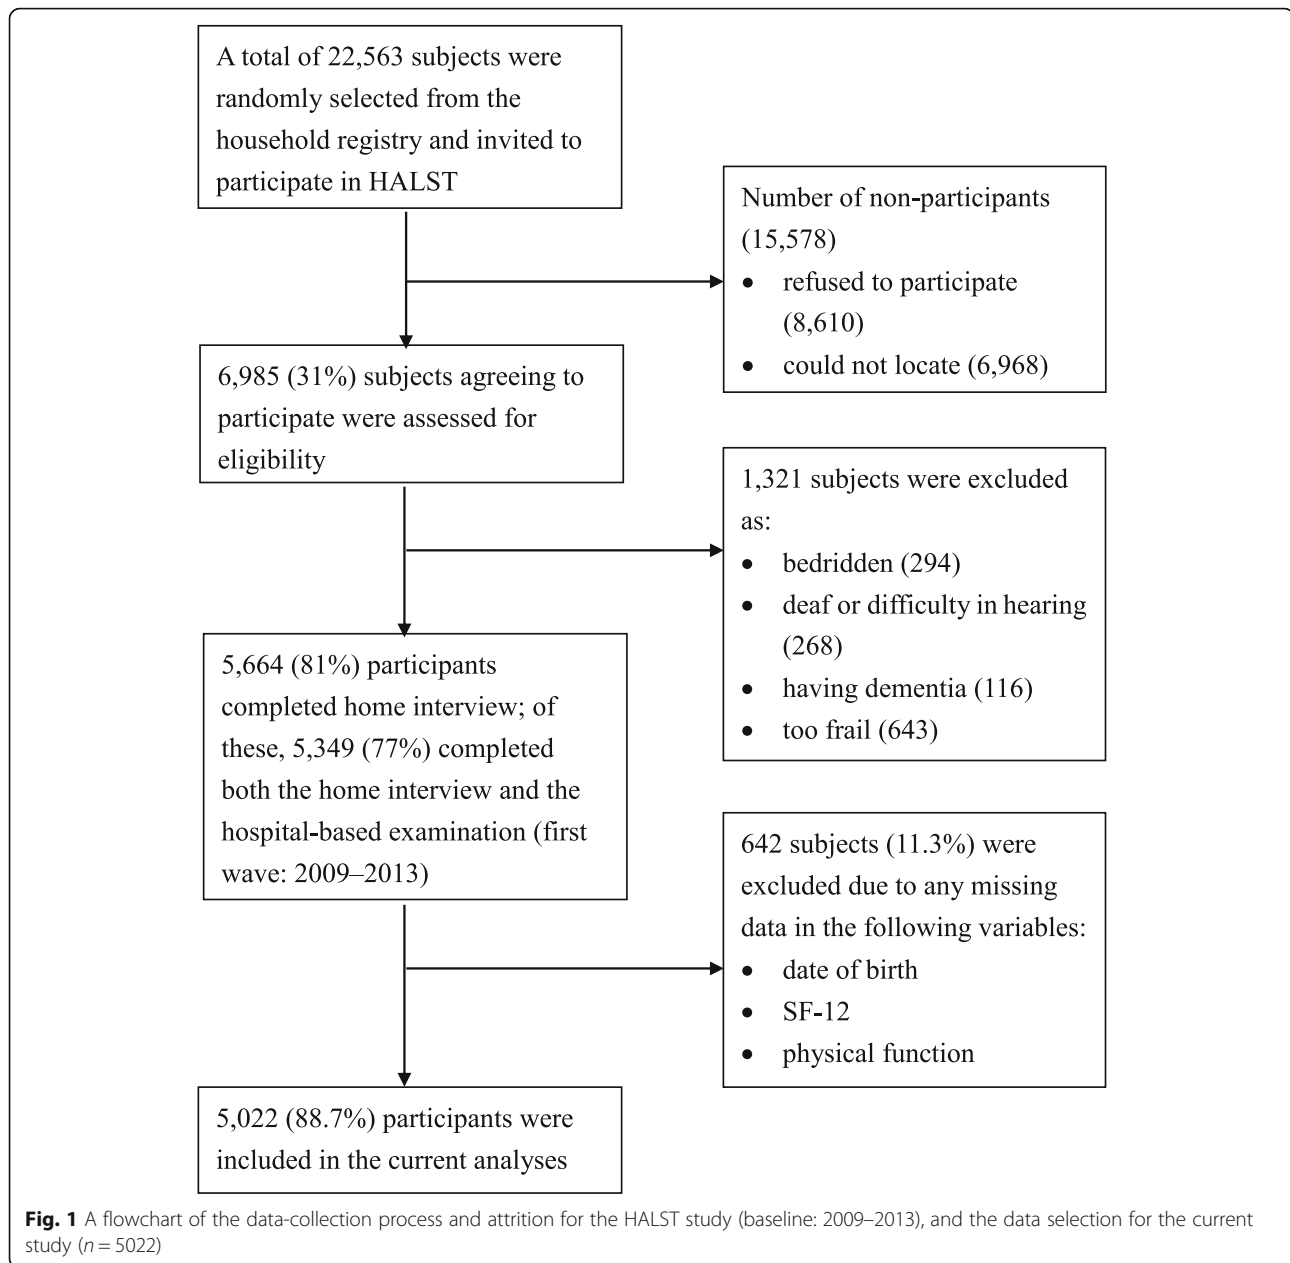 A total of 22,563 subjects were
randomly selected from the
household registry and invited to
participate in HALST
Number of non-participants
(15,578)
• refused to participate
(8,610)
• could not locate (6,968)
6,985 (31%) subjects agreeing to
participate were assessed for
eligibility
1,321 subjects were excluded
as:
• bedridden (294)
• deaf or difficulty in hearing
(268)
• having dementia (116)
• too frail (643)
5,664 (81%) participants
completed home interview; of
these, 5,349 (77%) completed
both the home interview and the
hospital-based examination (first
wave: 2009–2013)
642 subjects (11.3%) were
excluded due to any missing
data in the following variables:
• date of birth
• SF-12
• physical function
5,022 (88.7%) participants were
included in the current analyses
Fig. 1 A flowchart of the data-collection process and attrition for the HALST study (baseline: 2009–2013), and the data selection for the current
study (n = 5022)